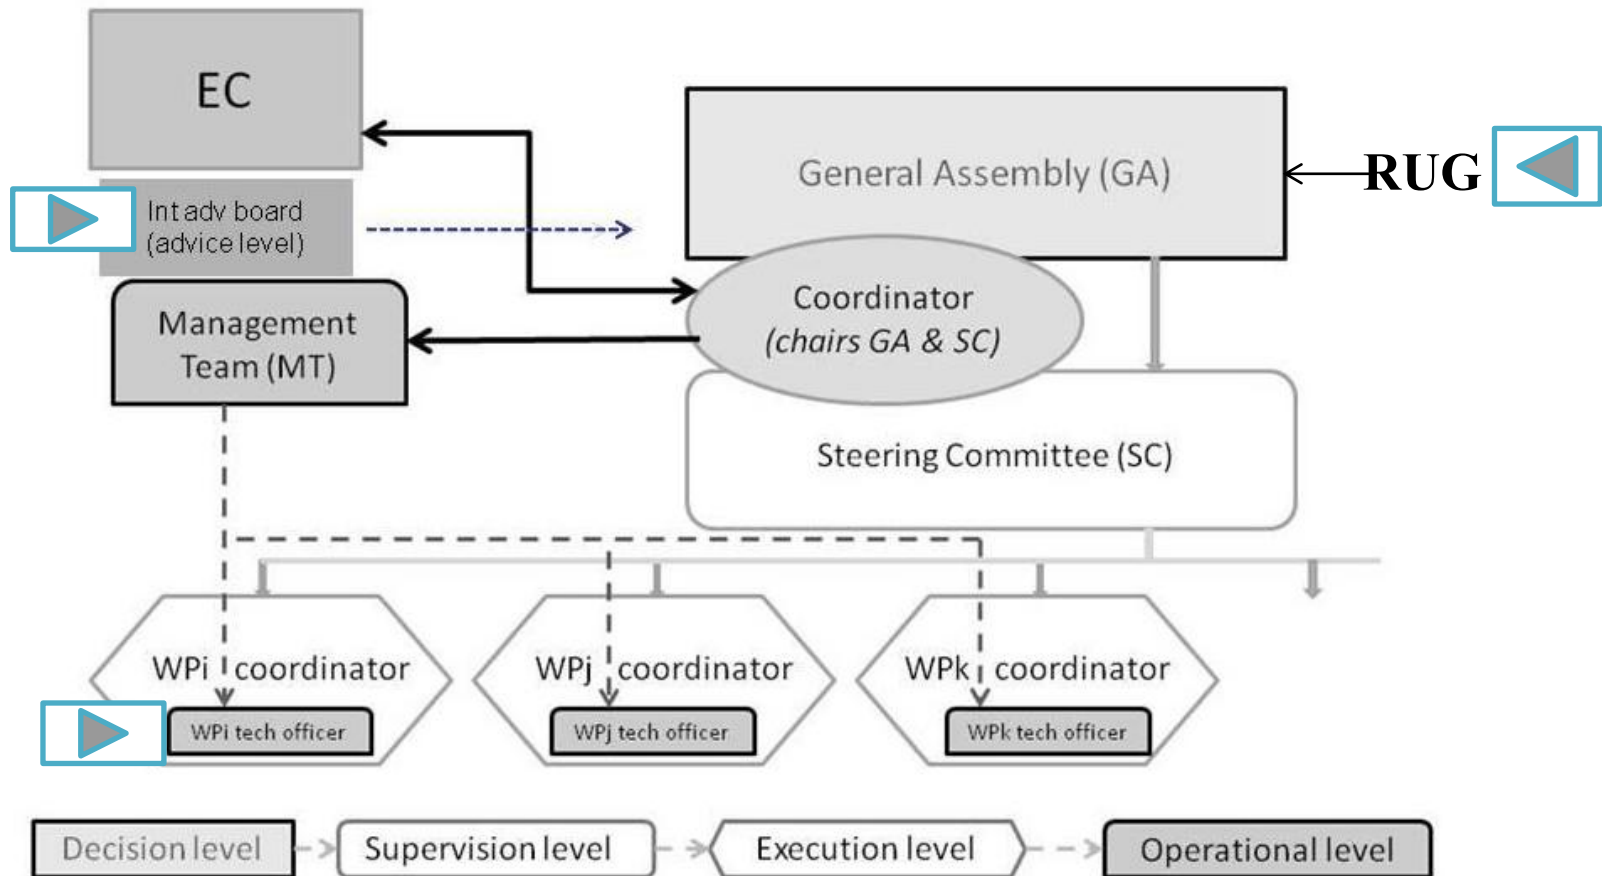 EC
General Assembly (GA)
RUG
Int adv board
(advice level)
Coordinator
(chairs GA & SC)
Management
Team (MT)
Steering Committee (SC)
WPi coordinator
WPj coordinator
WPk coordinator
WPi tech officer
WPj tech officer
WPk tech officer
Decision level
Supervision level
Execution level
Operational level